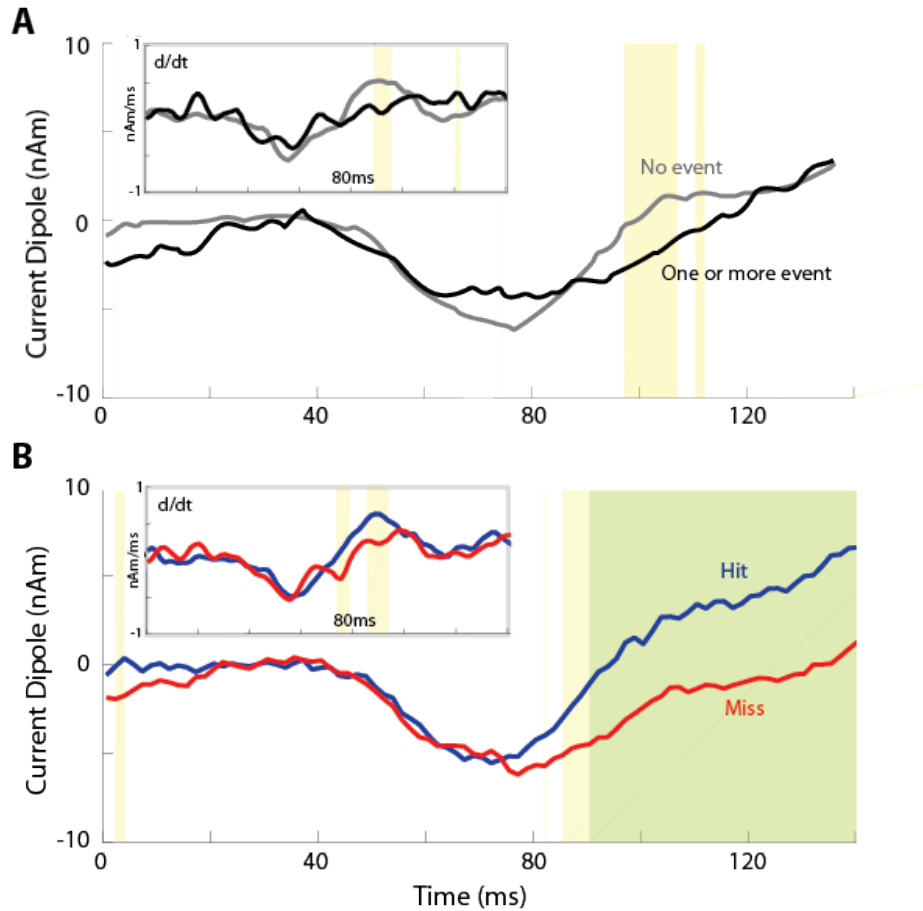 A
10
0
-10
Current Dipole (nAm)
1
-1
nAm/ms
d/dt
80ms
No event
One or more event
0
40
80
120
B
10
0
-10
Current Dipole (nAm)
1
-1
nAm/ms
d/dt
80ms
Hit
Miss
0
40
80
120
Time (ms)